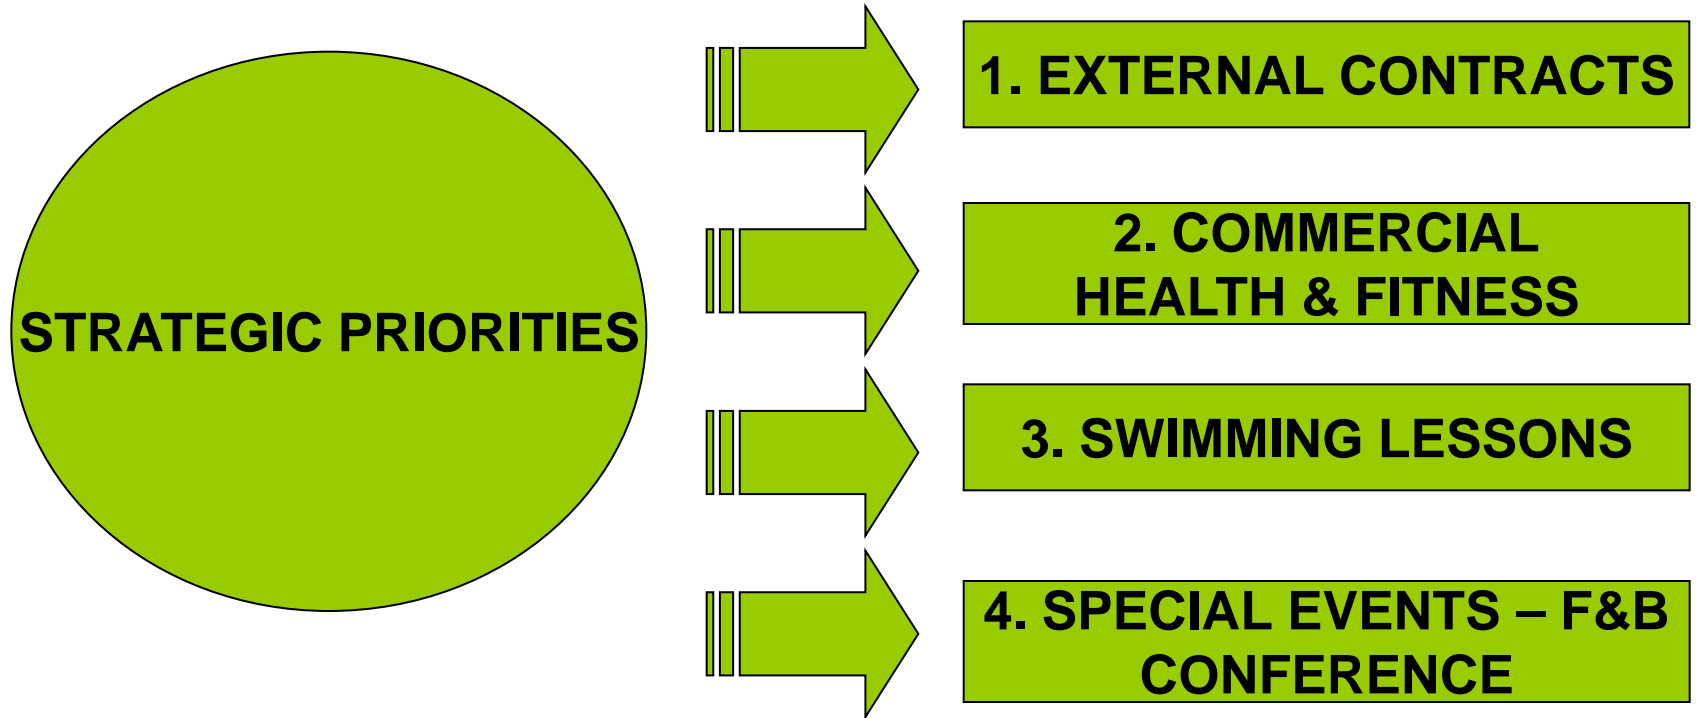 STRATEGIC PRIORITIES
1. EXTERNAL CONTRACTS
2. COMMERCIAL
HEALTH & FITNESS
3. SWIMMING LESSONS
4. SPECIAL EVENTS – F&B
CONFERENCE